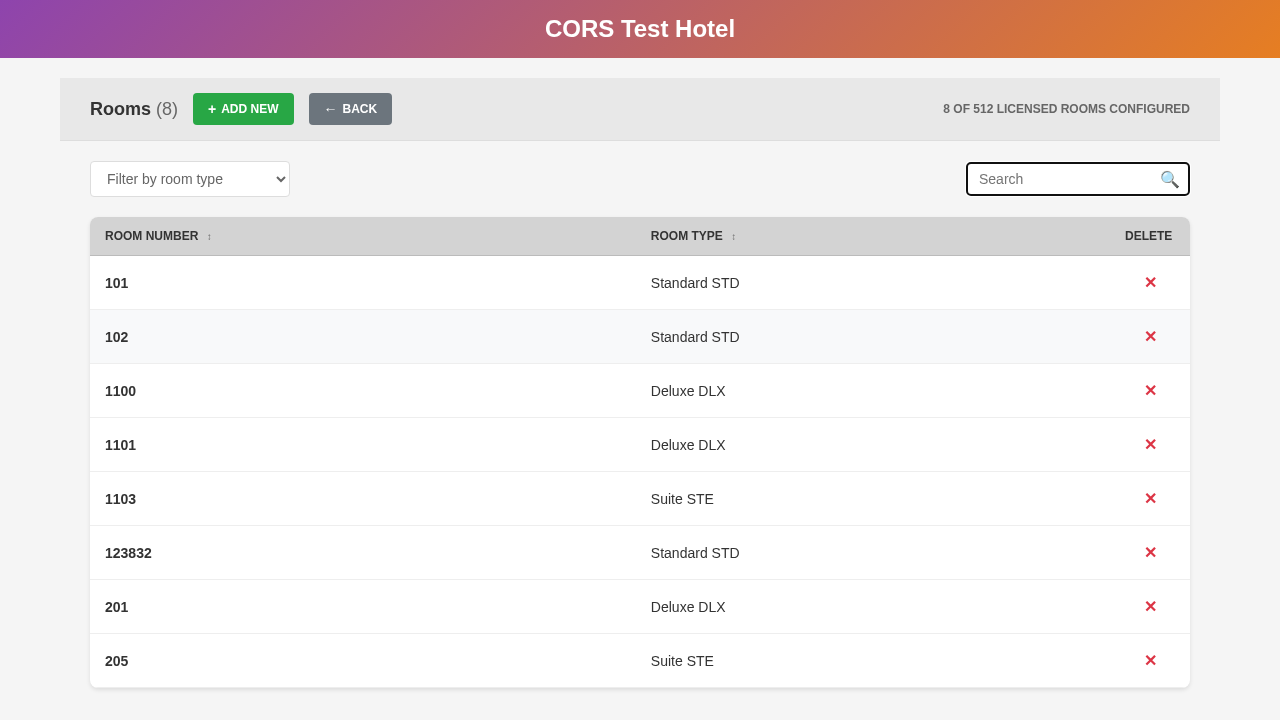 CORS Test Hotel
Rooms (8) + ADD NEW ← BACK 8 OF 512 LICENSED ROOMS CONFIGURED
Filter by room type Search
ROOM NUMBER ↕ ROOM TYPE ↕ DELETE
101 Standard STD ✕
102 Standard STD ✕
1100 Deluxe DLX ✕
1101 Deluxe DLX ✕
1103 Suite STE ✕
123832 Standard STD ✕
201 Deluxe DLX ✕
205 Suite STE ✕